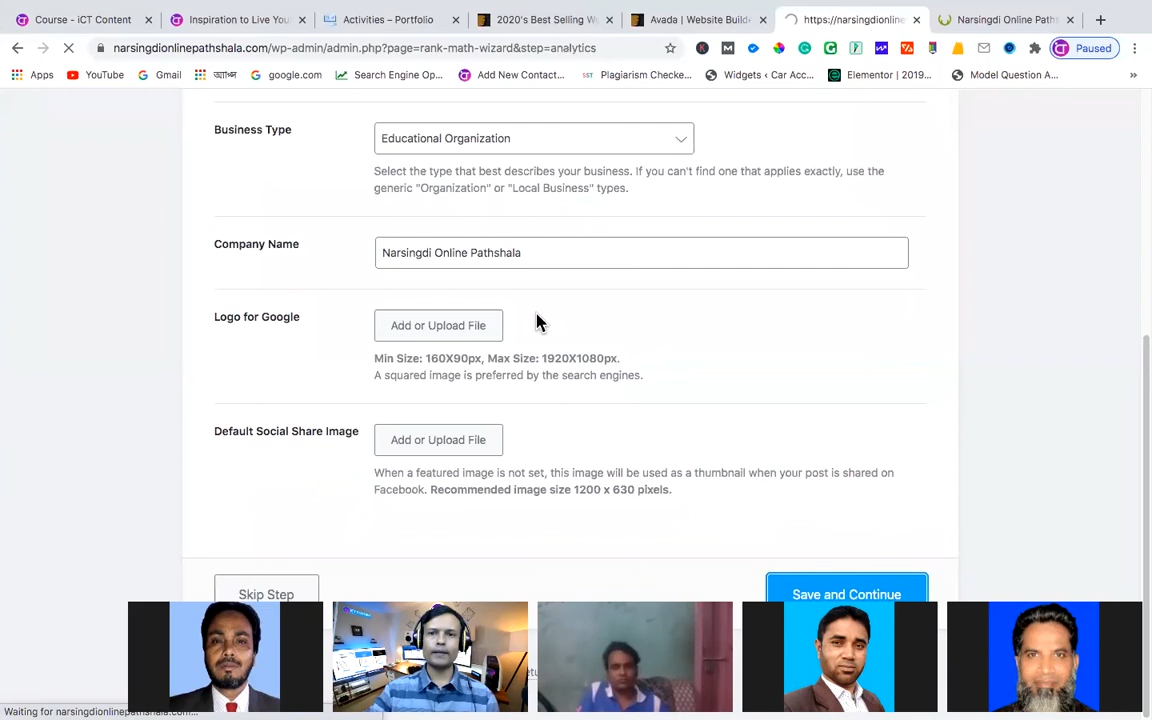 Course - iCT Content
Inspiration to Live You
Activities – Portfolio
2020's Best Selling W
Avada | Website Build
https://narsingdionline
Narsingdi Online Paths
narsingdionlinepathshala.com/wp-admin/admin.php?page=rank-math-wizard&step=analytics
Paused
Apps
YouTube
Gmail
google.com
Search Engine Op...
Add New Contact...
Plagiarism Checke...
Widgets ‹ Car Acc...
Elementor | 2019...
Model Question A...
Business Type
Educational Organization
Select the type that best describes your business. If you can't find one that applies exactly, use the
generic "Organization" or "Local Business" types.
Company Name
Narsingdi Online Pathshala
Logo for Google
Add or Upload File
Min Size: 160X90px, Max Size: 1920X1080px.
A squared image is preferred by the search engines.
Default Social Share Image
Add or Upload File
When a featured image is not set, this image will be used as a thumbnail when your post is shared on
Facebook. Recommended image size 1200 x 630 pixels.
Skip Step
Save and Continue
Waiting for narsingdionlinepathshala.com...